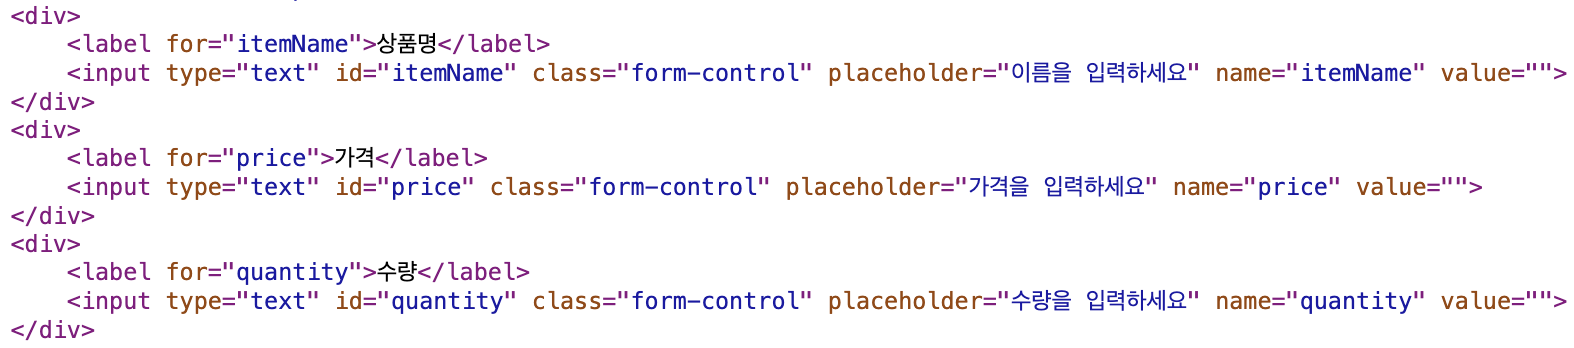 <div>
    <label for="itemName">상품명</label>
    <input type="text" id="itemName" class="form-control" placeholder="이름을 입력하세요" name="itemName" value="">
</div>
<div>
    <label for="price">가격</label>
    <input type="text" id="price" class="form-control" placeholder="가격을 입력하세요" name="price" value="">
</div>
<div>
    <label for="quantity">수량</label>
    <input type="text" id="quantity" class="form-control" placeholder="수량을 입력하세요" name="quantity" value="">
</div>